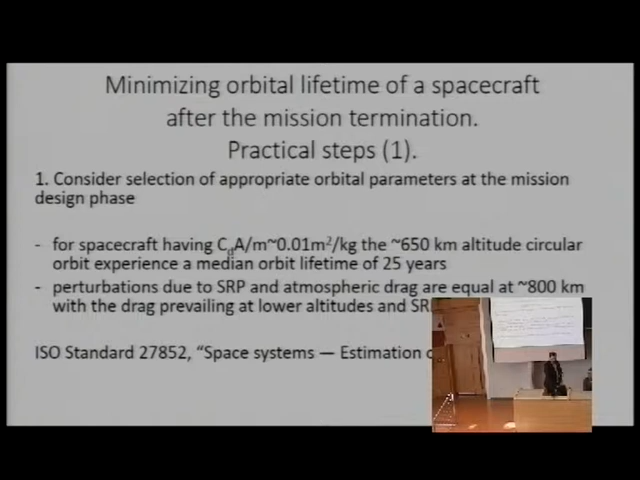 Minimizing orbital lifetime of a spacecraft
after the mission termination.
Practical steps (1).
1. Consider selection of appropriate orbital parameters at the mission
design phase
- for spacecraft having CdA/m~0.01m²/kg the ~650 km altitude circular
orbit experience a median orbit lifetime of 25 years
- perturbations due to SRP and atmospheric drag are equal at ~800 km
with the drag prevailing at lower altitudes and
ISO Standard 27852, “Space systems — Estimation